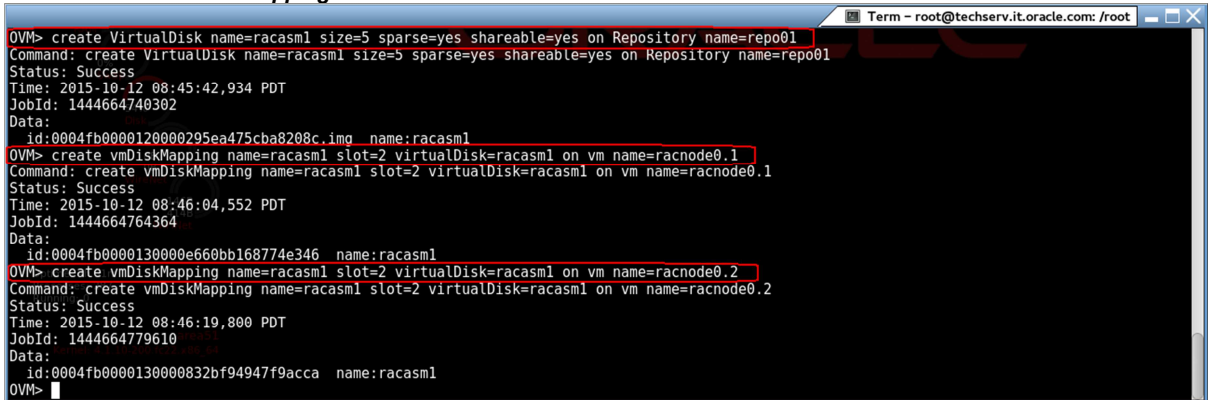 Term – root@techserv.it.oracle.com: /root
OVM> create VirtualDisk name=racasm1 size=5 sparse=yes shareable=yes on Repository name=repo01
Command: create VirtualDisk name=racasm1 size=5 sparse=yes shareable=yes on Repository name=repo01
Status: Success
Time: 2015-10-12 08:45:42,934 PDT
JobId: 1444664740302
Data:
id:0004fb0000120000295ea475cba8208c.img name:racasm1
OVM> create vmDiskMapping name=racasm1 slot=2 virtualDisk=racasm1 on vm name=racnode0.1
Command: create vmDiskMapping name=racasm1 slot=2 virtualDisk=racasm1 on vm name=racnode0.1
Status: Success
Time: 2015-10-12 08:46:04,552 PDT
JobId: 1444664764364
Data:
id:0004fb0000130000e660bb168774e346 name:racasm1
OVM> create vmDiskMapping name=racasm1 slot=2 virtualDisk=racasm1 on vm name=racnode0.2
Command: create vmDiskMapping name=racasm1 slot=2 virtualDisk=racasm1 on vm name=racnode0.2
Status: Success
Time: 2015-10-12 08:46:19,800 PDT
JobId: 1444664779610
Data:
id:0004fb0000130000832bf94947f9acca name:racasm1
OVM>